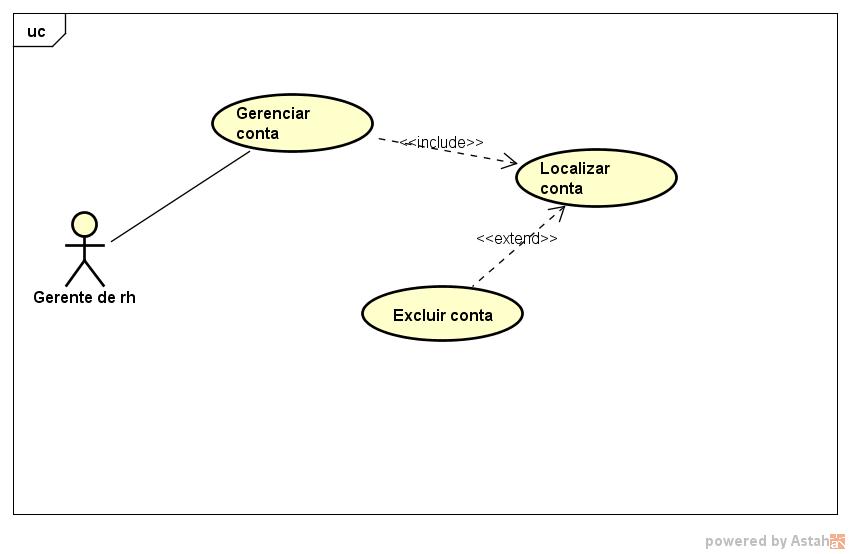 uc
Gerenciar
conta
<<include>>
Localizar
conta
<<extend>>
Gerente de rh
Excluir conta
powered by Astah